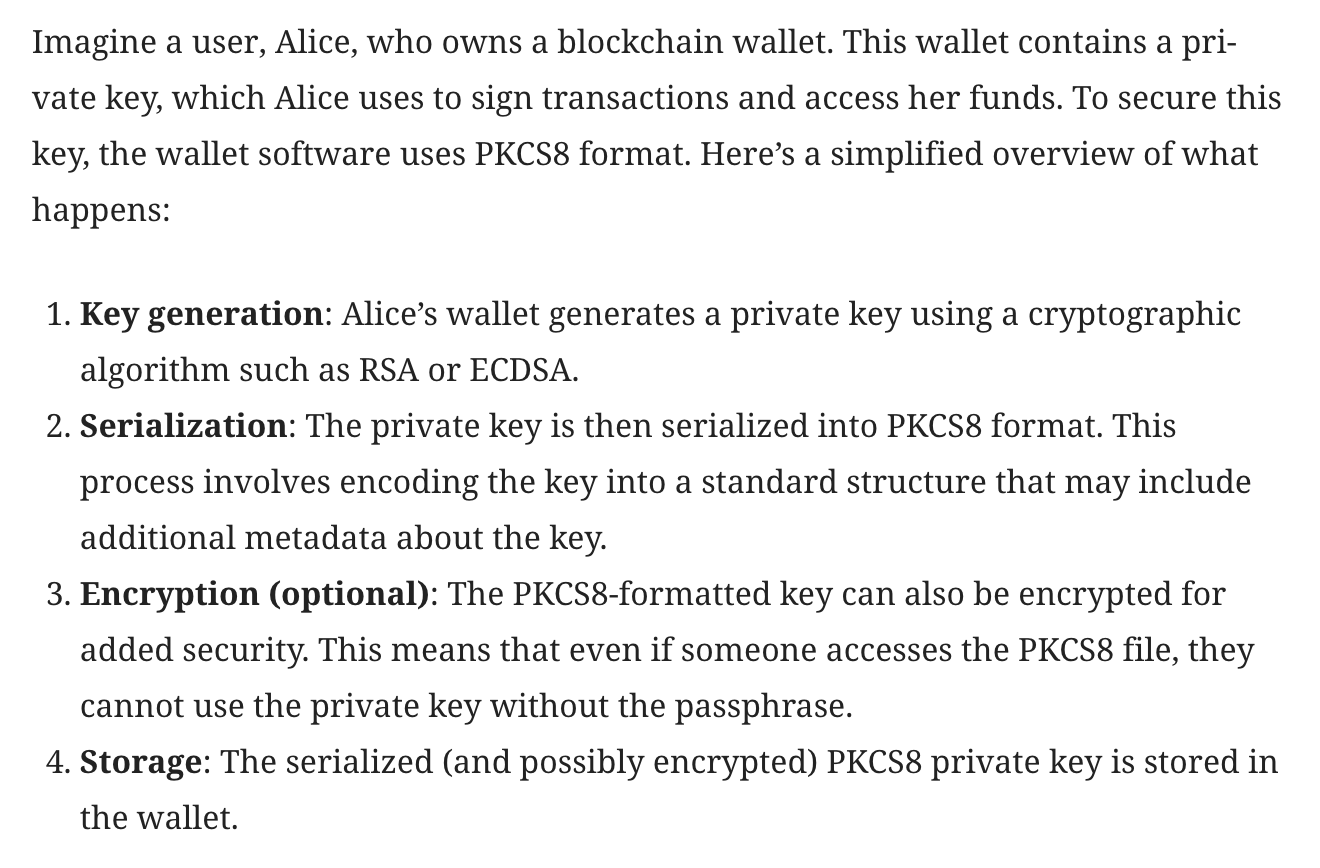 Imagine a user, Alice, who owns a blockchain wallet. This wallet contains a pri-
vate key, which Alice uses to sign transactions and access her funds. To secure this
key, the wallet software uses PKCS8 format. Here’s a simplified overview of what
happens:
1. Key generation: Alice’s wallet generates a private key using a cryptographic
algorithm such as RSA or ECDSA.
2. Serialization: The private key is then serialized into PKCS8 format. This
process involves encoding the key into a standard structure that may include
additional metadata about the key.
3. Encryption (optional): The PKCS8-formatted key can also be encrypted for
added security. This means that even if someone accesses the PKCS8 file, they
cannot use the private key without the passphrase.
4. Storage: The serialized (and possibly encrypted) PKCS8 private key is stored in
the wallet.